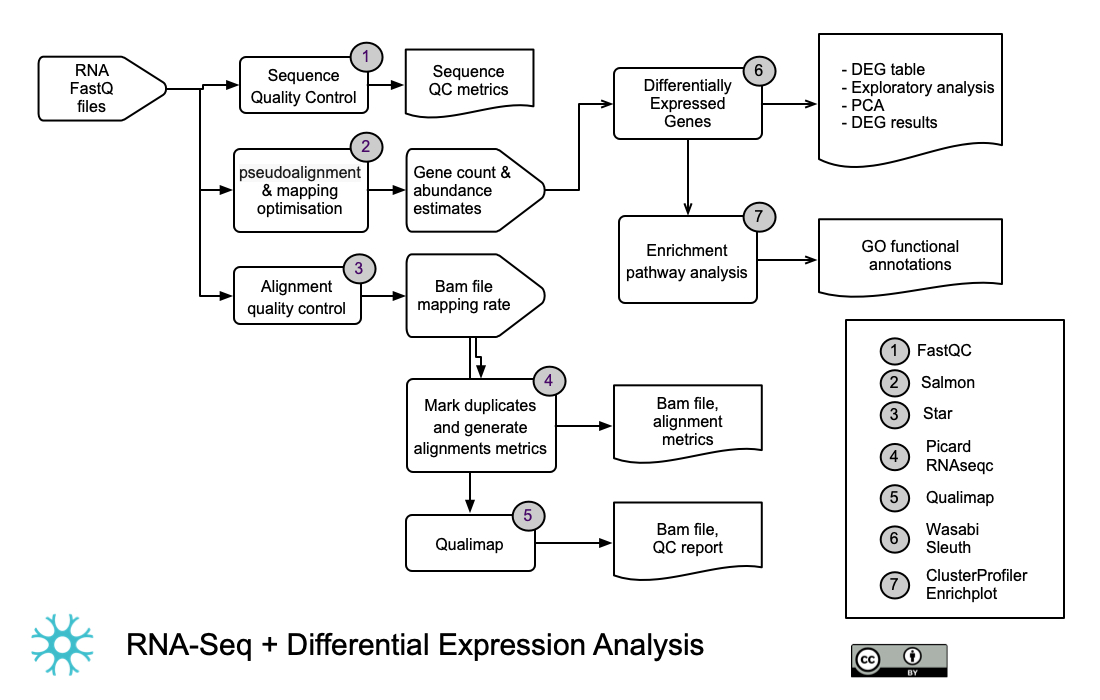 RNA
FastQ
files
1
Sequence
Quality Control
Sequence
QC metrics
2
pseudoalignment
& mapping
optimisation
Gene count &
abundance
estimates
3
Alignment
quality control
Bam file
mapping rate
4
Mark duplicates
and generate
alignments metrics
Bam file,
alignment
metrics
5
Qualimap
Bam file,
QC report
6
Differentially
Expressed
Genes
- DEG table
- Exploratory analysis
- PCA
- DEG results
7
Enrichment
pathway analysis
GO functional
annotations
1 FastQC
2 Salmon
3 Star
4 Picard
RNAseqc
5 Qualimap
6 Wasabi
Sleuth
7 ClusterProfiler
Enrichplot
RNA-Seq + Differential Expression Analysis
cc
BY